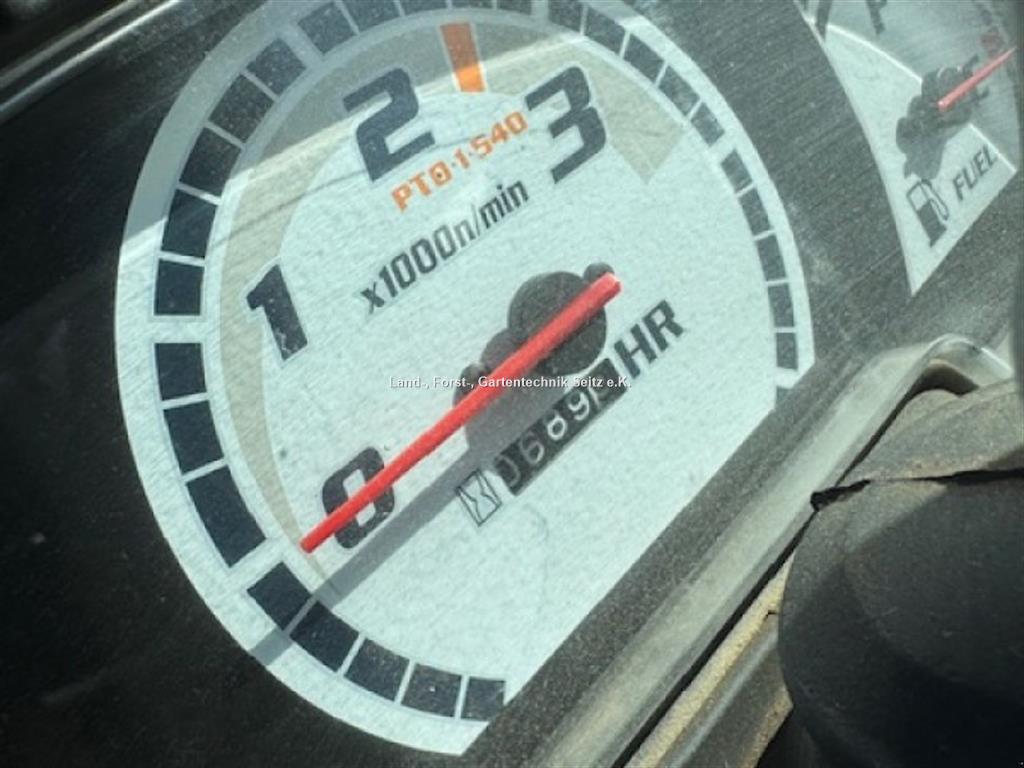 2
3
PTO·1·540
x1000n/min
1
0
HR
FUEL
Land-, Forst-, Gartentechnik Seitz e.K.